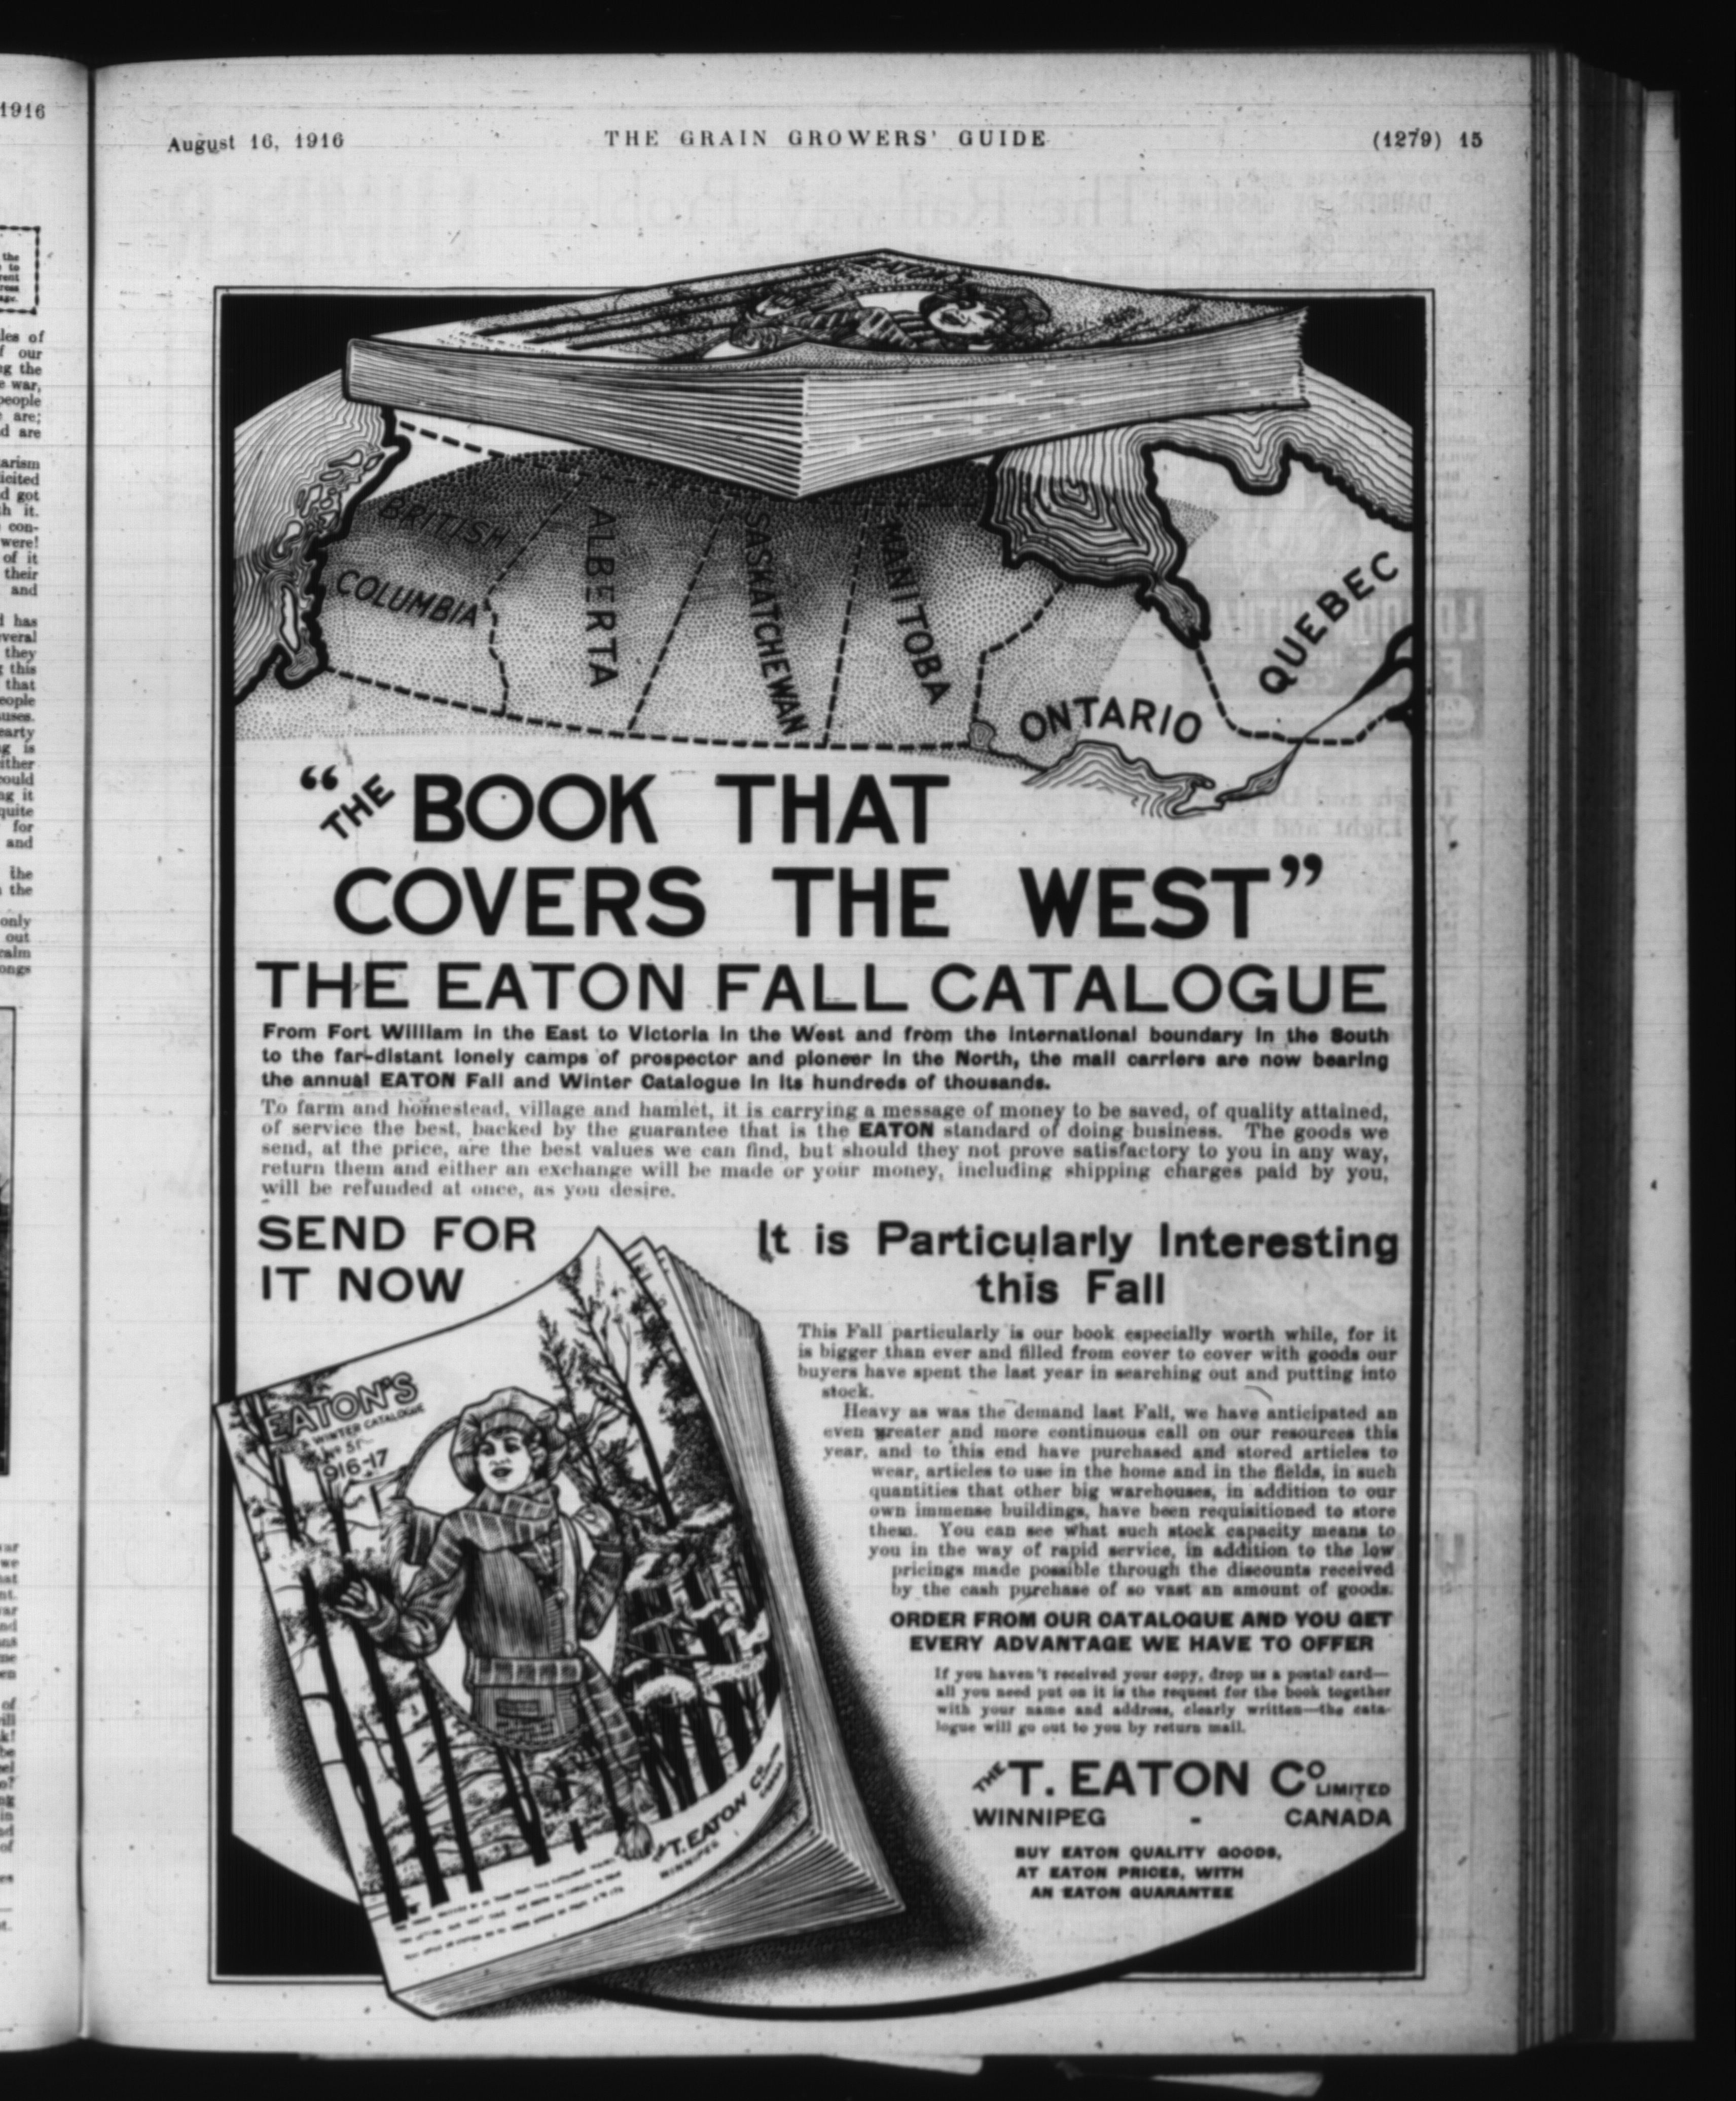 1916
August 16, 1916
THE GRAIN GROWERS' GUIDE
(1279) 15
BRITISH
COLUMBIA
ALBERTA
SASKATCHEWAN
NITOBA
ONTARIO
QUEBEC
"THE BOOK THAT
COVERS THE WEST"
THE EATON FALL CATALOGUE
From Fort William in the East to Victoria in the West and from the international boundary in the South
to the far-distant lonely camps of prospector and pioneer in the North, the mail carriers are now bearing
the annual EATON Fall and Winter Catalogue in its hundreds of thousands.
To farm and homestead, village and hamlet, it is carrying a message of money to be saved, of quality attained,
of service the best, backed by the guarantee that is the EATON standard of doing business. The goods we
send, at the price, are the best values we can find, but should they not prove satisfactory to you in any way,
return them and either an exchange will be made or your money, including shipping charges paid by you,
will be refunded at once, as you desire.
SEND FOR
IT NOW
EATON'S
WINTER CATALOGUE
No 51
1916-17
THE T. EATON Co
WINNIPEG
It is Particularly Interesting
this Fall
This Fall particularly is our book especially worth while, for it
is bigger than ever and filled from cover to cover with goods our
buyers have spent the last year in searching out and putting into
stock.
Heavy as was the demand last Fall, we have anticipated an
even greater and more continuous call on our resources this
year, and to this end have purchased and stored articles to
wear, articles to use in the home and in the fields, in such
quantities that other big warehouses, in addition to our
own immense buildings, have been requisitioned to store
them. You can see what such stock capacity means to
you in the way of rapid service, in addition to the low
pricings made possible through the discounts received
by the cash purchase of so vast an amount of goods.
ORDER FROM OUR CATALOGUE AND YOU GET
EVERY ADVANTAGE WE HAVE TO OFFER
If you haven't received your copy, drop us a postal card—
all you need put on it is the request for the book together
with your name and address, clearly written—the cata-
logue will go out to you by return mail.
THE T. EATON Co LIMITED
WINNIPEG - CANADA
BUY EATON QUALITY GOODS,
AT EATON PRICES, WITH
AN EATON GUARANTEE